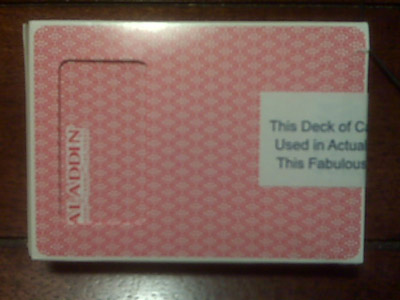 ALADDIN
This Deck of C
Used in Actual
This Fabulous